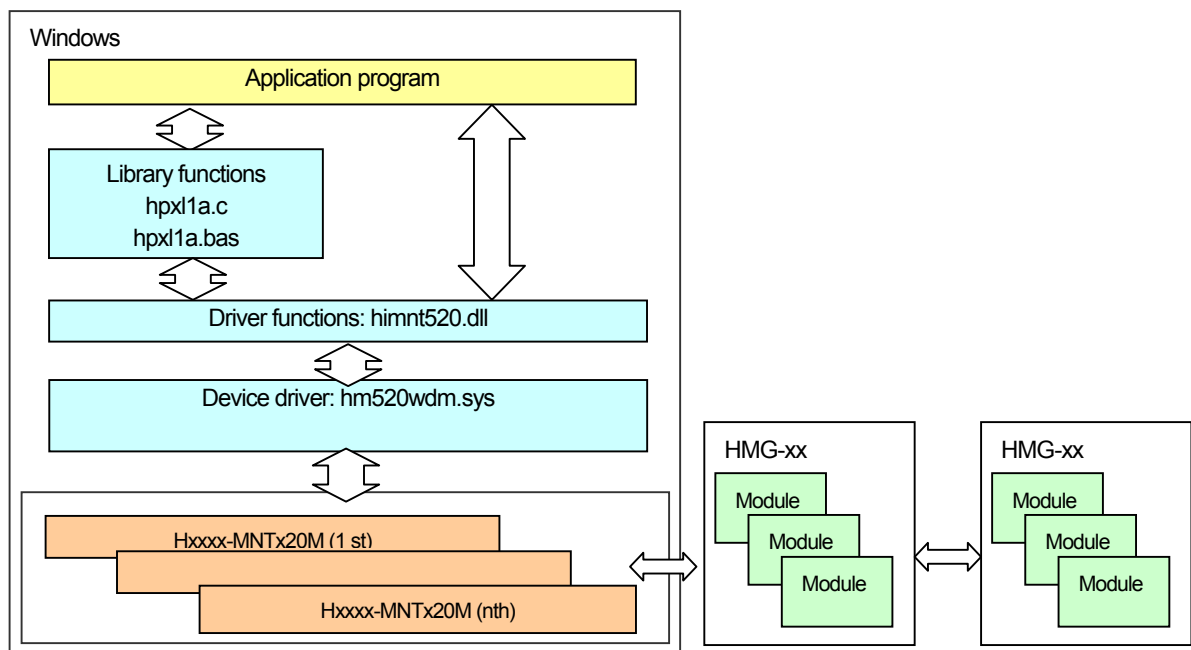 Windows
Application program
Library functions
hpxl1a.c
hpxl1a.bas
Driver functions: himnt520.dll
Device driver: hm520wdm.sys
Hxxxx-MNTx20M (1 st)
Hxxxx-MNTx20M (nth)
HMG-xx
Module
Module
Module
HMG-xx
Module
Module
Module